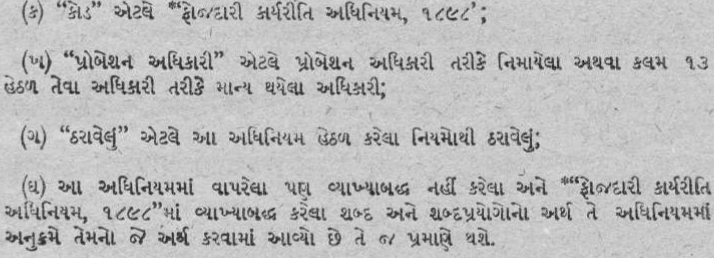 (ક) “કોડ” એટલે *“ફોજદારી કાર્યરીતિ અધિનિયમ, ૧૮૯૮’;
(ખ) “પ્રોબેશન અધિકારી” એટલે પ્રોબેશન અધિકારી તરીકે નિમાયેલા અથવા કલમ ૧૩
હેઠળ તેવા અધિકારી તરીકે માન્ય થયેલા અધિકારી;
(ગ) “ઠરાવેલું” એટલે આ અધિનિયમ હેઠળ કરેલા નિયમોથી ઠરાવેલું;
(ઘ) આ અધિનિયમમાં વાપરેલા પણ વ્યાખ્યાબદ્ધ નહીં કરેલા અને *“ફોજદારી કાર્યરીતિ
અધિનિયમ, ૧૮૯૮”માં વ્યાખ્યાબદ્ધ કરેલા શબ્દ અને શબ્દપ્રયોગોનો અર્થ તે અધિનિયમમાં
અનુક્રમે તેમનો જે અર્થ કરવામાં આવ્યો છે તે જ પ્રમાણે થશે.